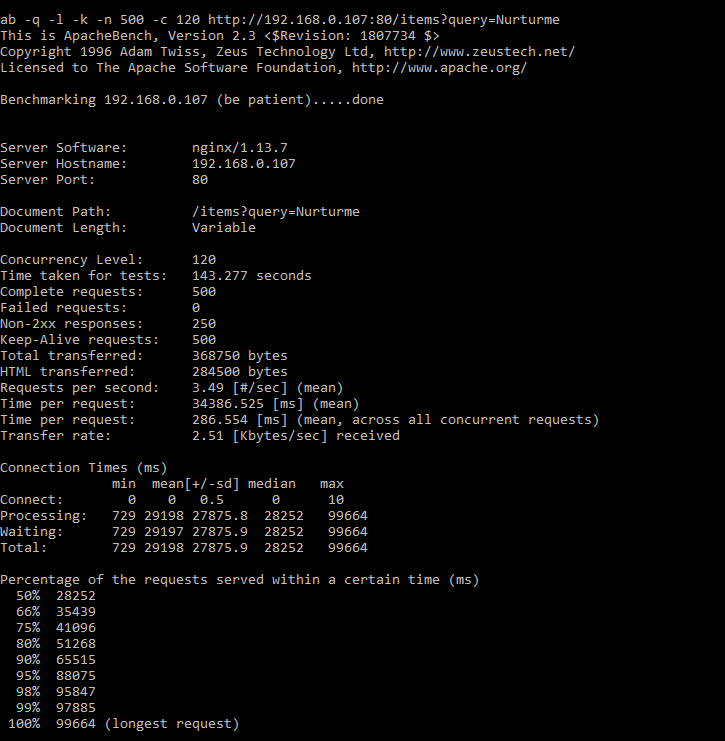 ab -q -l -k -n 500 -c 120 http://192.168.0.107:80/items?query=Nurturme
This is ApacheBench, Version 2.3 <$Revision: 1807734 $>
Copyright 1996 Adam Twiss, Zeus Technology Ltd, http://www.zeustech.net/
Licensed to The Apache Software Foundation, http://www.apache.org/

Benchmarking 192.168.0.107 (be patient).....done


Server Software:        nginx/1.13.7
Server Hostname:        192.168.0.107
Server Port:            80

Document Path:          /items?query=Nurturme
Document Length:        Variable

Concurrency Level:      120
Time taken for tests:   143.277 seconds
Complete requests:      500
Failed requests:        0
Non-2xx responses:      250
Keep-Alive requests:    500
Total transferred:      368750 bytes
HTML transferred:       284500 bytes
Requests per second:    3.49 [#/sec] (mean)
Time per request:       34386.525 [ms] (mean)
Time per request:       286.554 [ms] (mean, across all concurrent requests)
Transfer rate:          2.51 [Kbytes/sec] received

Connection Times (ms)
              min  mean[+/-sd] median   max
Connect:        0    0   0.5      0      10
Processing:   729 29198 27875.8  28252   99664
Waiting:      729 29197 27875.9  28252   99664
Total:        729 29198 27875.9  28252   99664

Percentage of the requests served within a certain time (ms)
  50%  28252
  66%  35439
  75%  41096
  80%  51268
  90%  65515
  95%  88075
  98%  95847
  99%  97885
 100%  99664 (longest request)